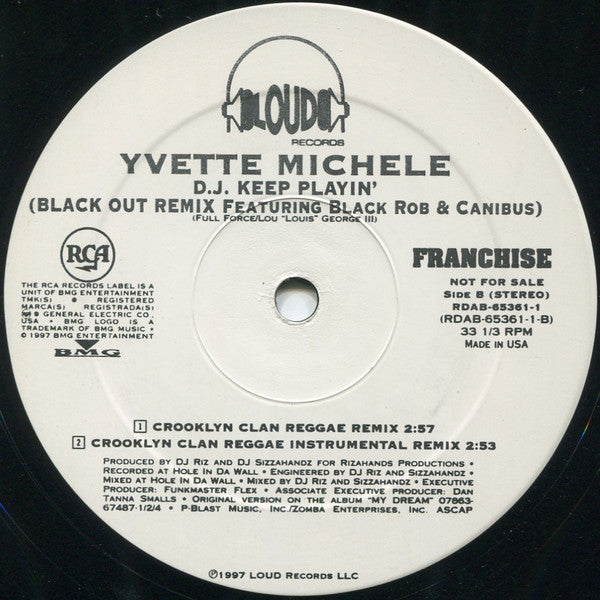 LOUD
RECORDS
YVETTE MICHELE
D.J. KEEP PLAYIN'
(BLACK OUT REMIX FEATURING BLACK ROB & CANIBUS)
(FULL FORCE/LOU "LOUIS" GEORGE III)
RCA
THE RCA RECORDS LABEL IS A
UNIT OF BMG ENTERTAINMENT
TMK(S) ® REGISTERED
MARCA(S) ® REGISTRADA(S)
® GENERAL ELECTRIC CO.,
USA • BMG LOGO IS A
TRADEMARK OF BMG MUSIC •
© 1997 BMG ENTERTAINMENT
BMG
FRANCHISE
NOT FOR SALE
SIDE B (STEREO)
RDAB-65361-1
(RDAB-65361-1-B)
33 1/3 RPM
MADE IN USA
1 CROOKLYN CLAN REGGAE REMIX 2:57
2 CROOKLYN CLAN REGGAE INSTRUMENTAL REMIX 2:53
PRODUCED BY DJ RIZ AND DJ SIZZAHANDZ FOR RIZAHANDS PRODUCTIONS •
RECORDED AT HOLE IN DA WALL • ENGINEERED BY DJ RIZ AND SIZZAHANDZ •
MIXED AT HOLE IN DA WALL • MIXED BY DJ RIZ AND SIZZAHANDZ • EXECUTIVE
PRODUCER: FUNKMASTER FLEX • ASSOCIATE EXECUTIVE PRODUCER: DAN
TANNA SMALLS • ORIGINAL VERSION ON THE ALBUM "MY DREAM" 07863-
67487-1/2/4 • P-BLAST MUSIC, INC./ZOMBA ENTERPRISES, INC. ASCAP
℗1997 LOUD RECORDS LLC